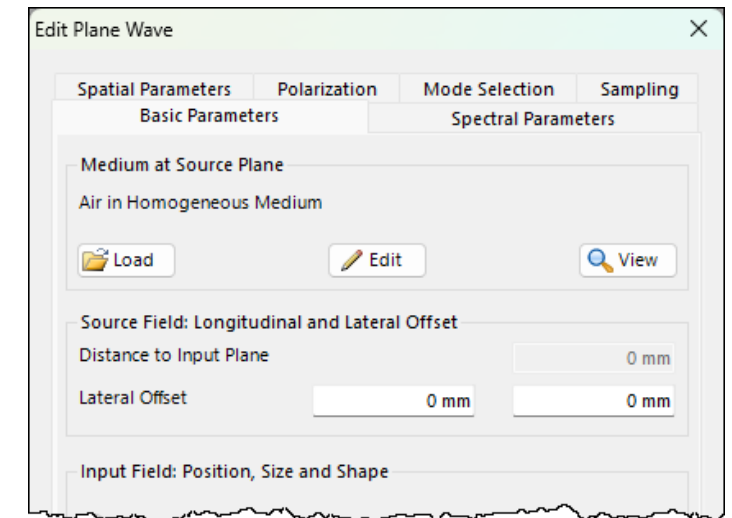 Edit Plane Wave
Spatial Parameters Polarization Mode Selection Sampling
Basic Parameters Spectral Parameters
Medium at Source Plane
Air in Homogeneous Medium
Load Edit View
Source Field: Longitudinal and Lateral Offset
Distance to Input Plane 0 mm
Lateral Offset 0 mm 0 mm
Input Field: Position, Size and Shape